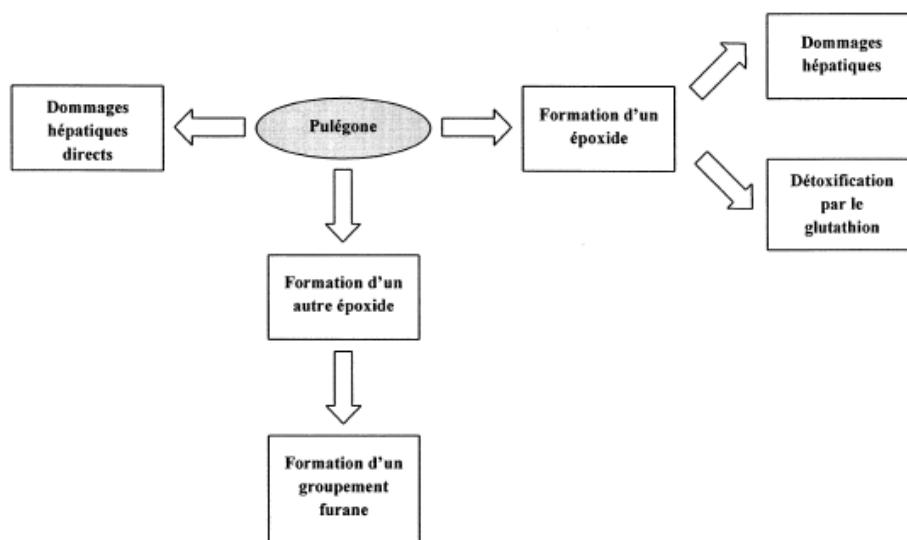 Dommages
hépatiques
directs
Pulégone
Formation d'un
époxide
Dommages
hépatiques
Détoxification
par le
glutathion
Formation d'un
autre époxide
Formation d'un
groupement
furane